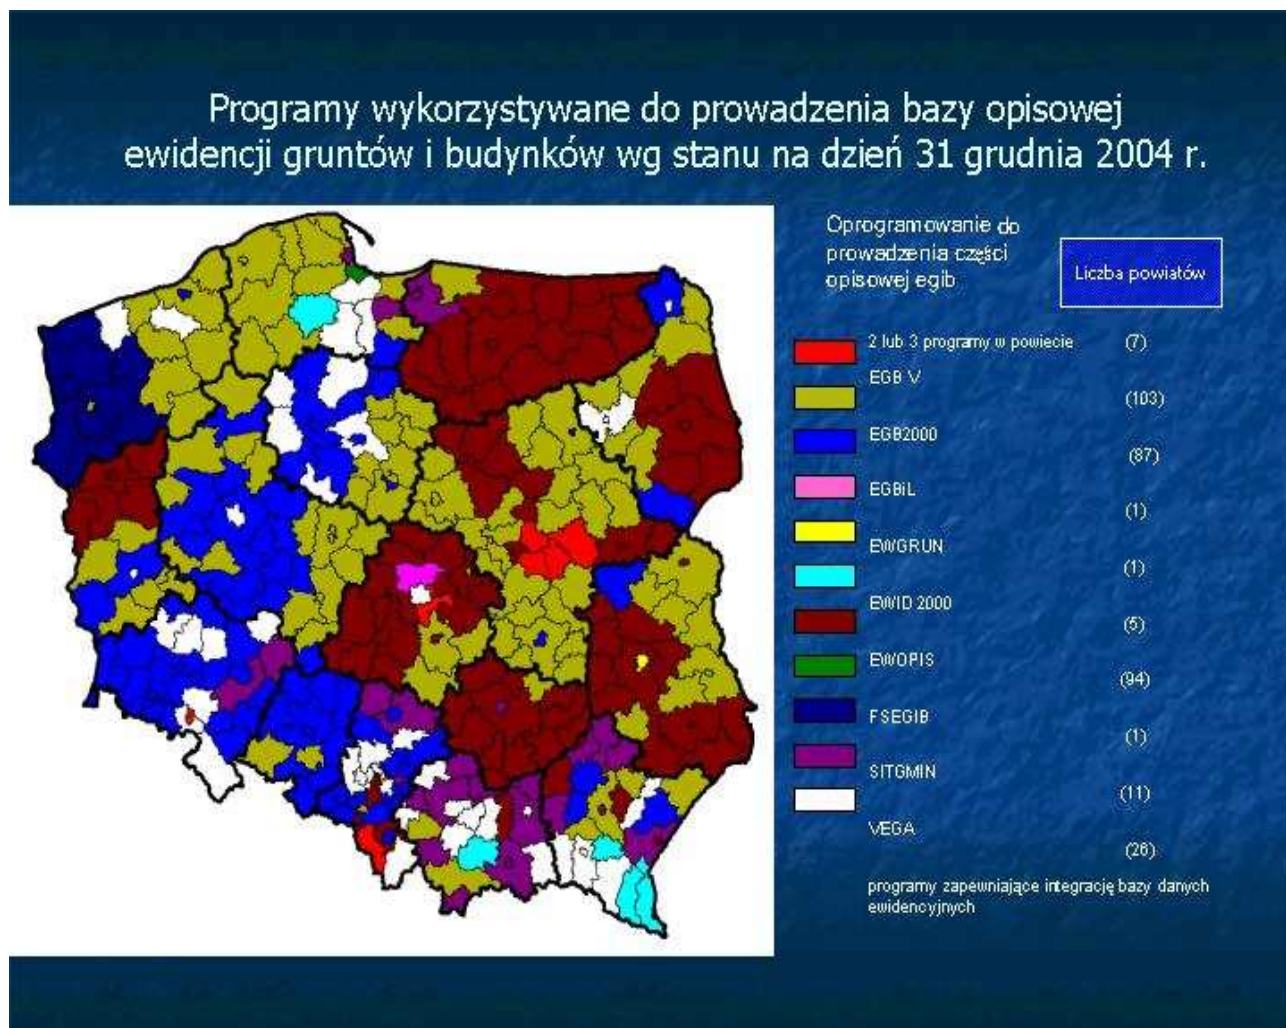 Programy wykorzystywane do prowadzenia bazy opisowej
ewidencji gruntów i budynków wg stanu na dzień 31 grudnia 2004 r.
Oprogramowanie do
prowadzenia części
opisowej egib
Liczba powiatów
2 lub 3 programy w powiecie
(7)
EGB V
(103)
EGB2000
(87)
EGBiL
(1)
EWGRUN
(1)
EWID 2000
(5)
EWOPIS
(94)
FSEGIB
(1)
SITGMIN
(11)
VEGA
(26)
programy zapewniające integrację bazy danych
ewidencyjnych